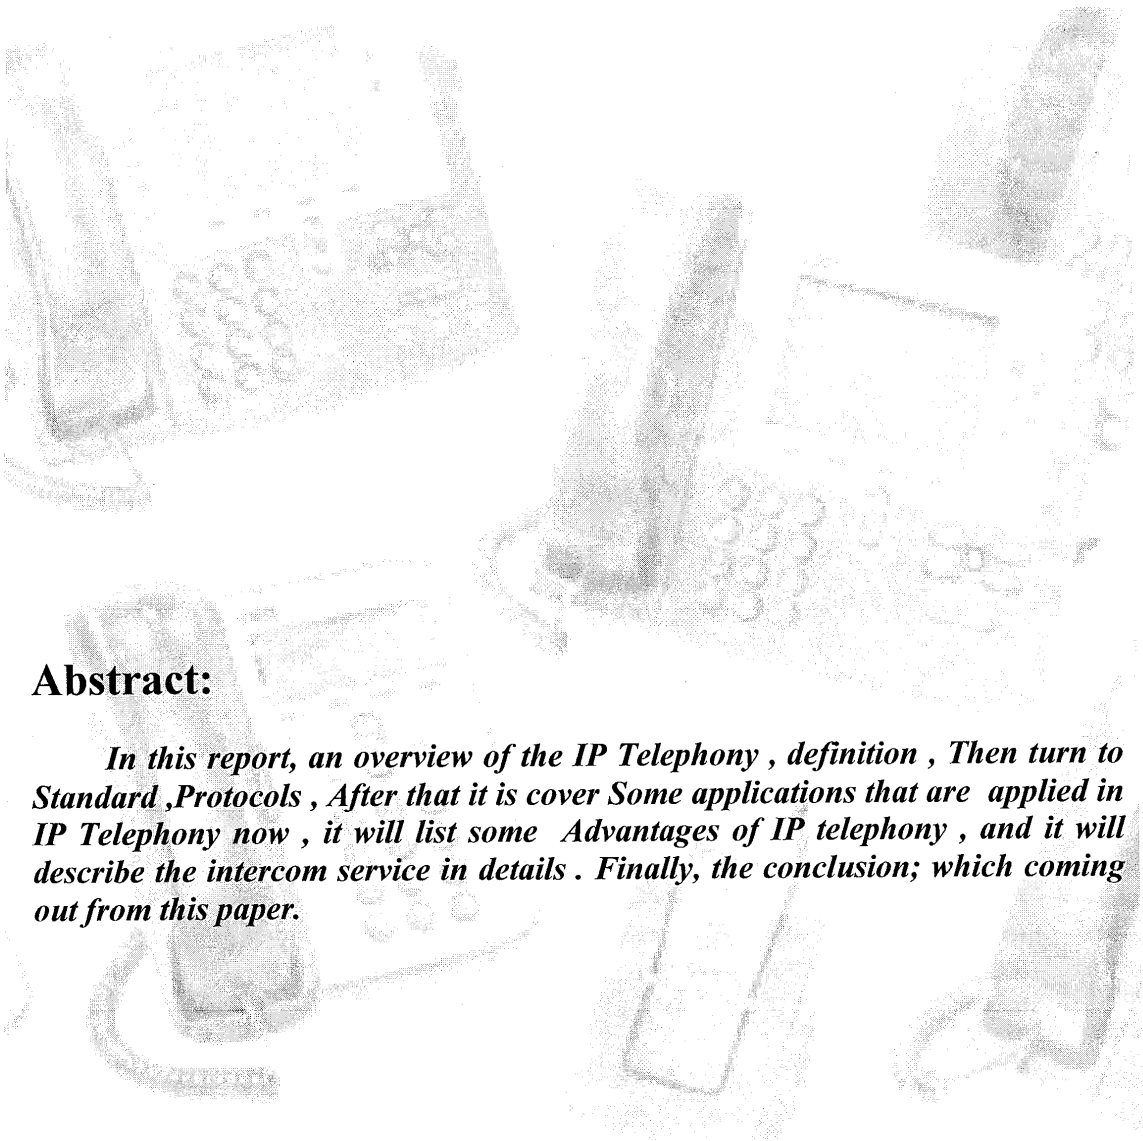 Abstract:
In this report, an overview of the IP Telephony , definition , Then turn to
Standard ,Protocols , After that it is cover Some applications that are applied in
IP Telephony now , it will list some Advantages of IP telephony , and it will
describe the intercom service in details . Finally, the conclusion; which coming
out from this paper.